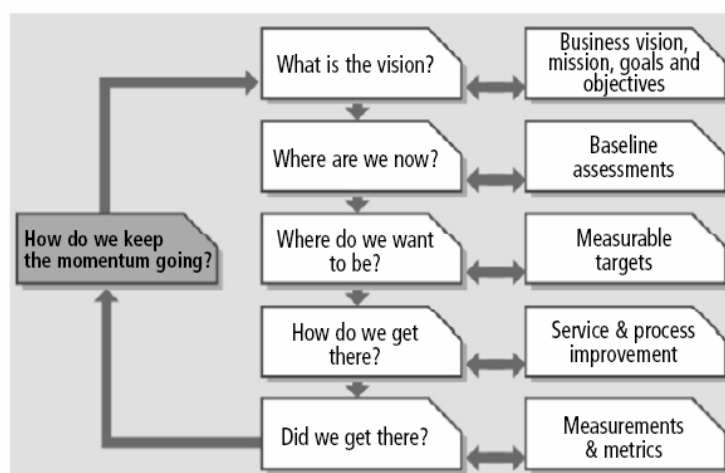 What is the vision?
Business vision,
mission, goals and
objectives
Where are we now?
Baseline
assessments
How do we keep
the momentum going?
Where do we want
to be?
Measurable
targets
How do we get
there?
Service & process
improvement
Did we get there?
Measurements
& metrics